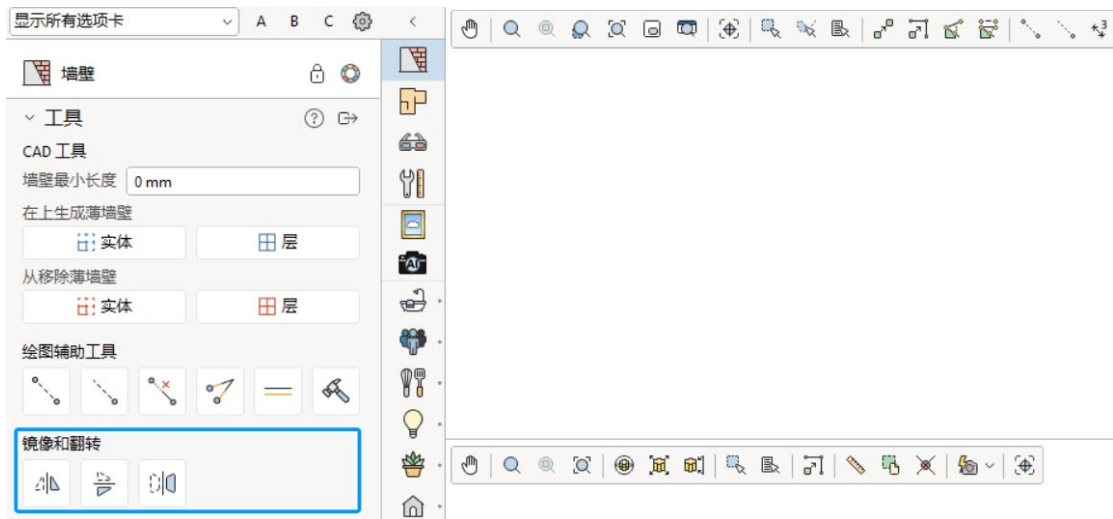 显示所有选项卡
A B C
墙壁
工具
CAD 工具
墙壁最小长度 0 mm
在上生成薄墙壁
实体 层
从移除薄墙壁
实体 层
绘图辅助工具
镜像和翻转
AI
3